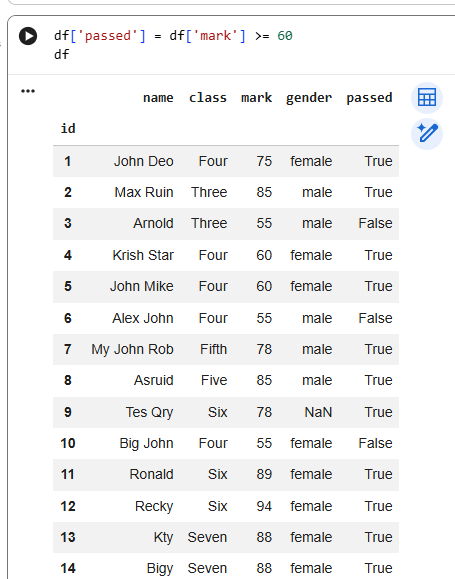 df['passed'] = df['mark'] >= 60
df
name class mark gender passed
id
1 John Deo Four 75 female True
2 Max Ruin Three 85 male True
3 Arnold Three 55 male False
4 Krish Star Four 60 female True
5 John Mike Four 60 female True
6 Alex John Four 55 male False
7 My John Rob Fifth 78 male True
8 Asruid Five 85 male True
9 Tes Qry Six 78 NaN True
10 Big John Four 55 female False
11 Ronald Six 89 female True
12 Recky Six 94 female True
13 Kty Seven 88 female True
14 Bigy Seven 88 female True